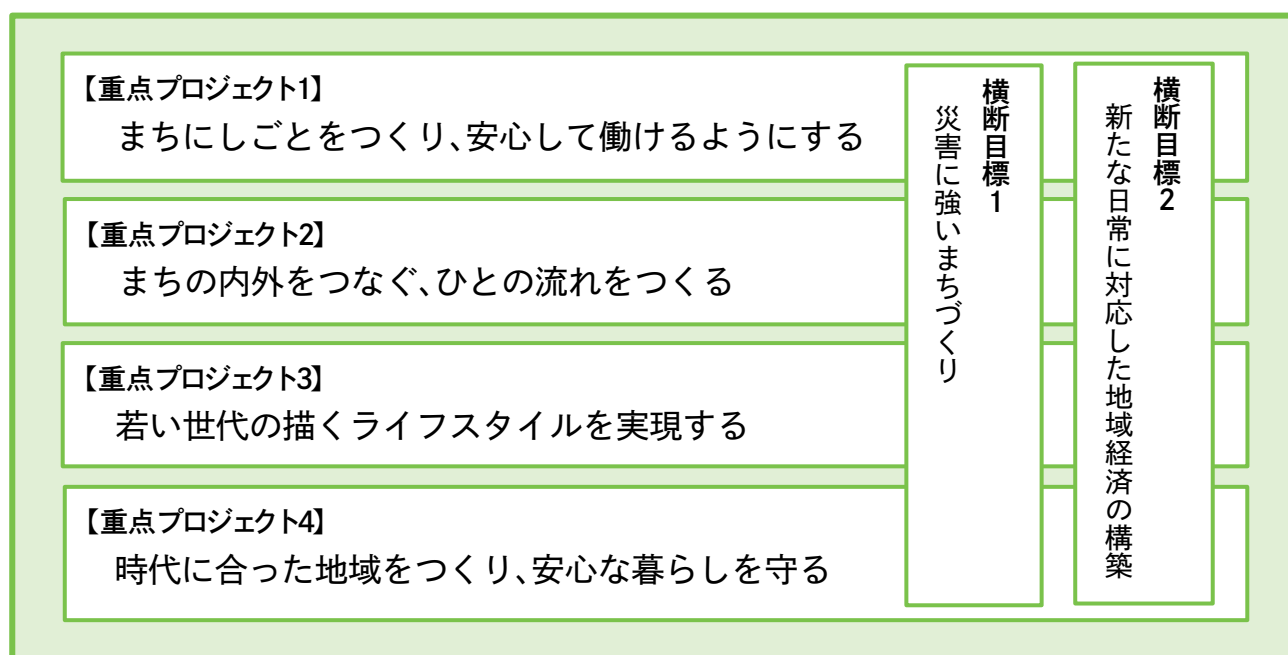 【重点プロジェクト1】
まちにしごとをつくり、安心して働けるようにする
【重点プロジェクト2】
まちの内外をつなぐ、ひとの流れをつくる
【重点プロジェクト3】
若い世代の描くライフスタイルを実現する
【重点プロジェクト4】
時代に合った地域をつくり、安心な暮らしを守る
横断目標1
災害に強いまちづくり
横断目標2
新たな日常に対応した地域経済の構築